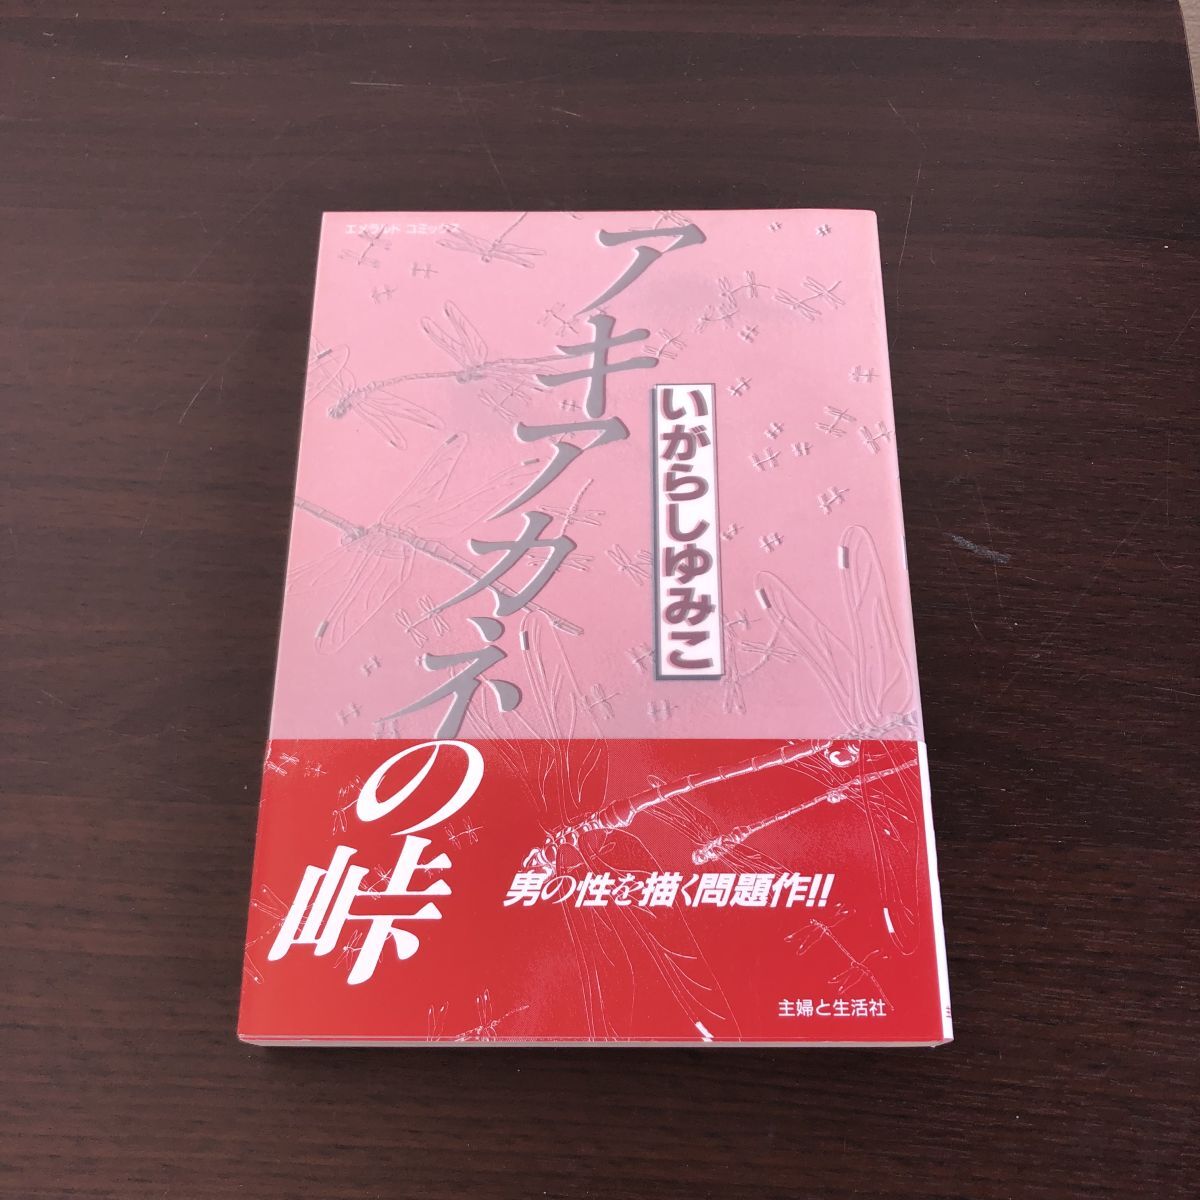 エメラルド コミックス
アキアカネの峠
いがらしゆみこ
男の性を描く問題作!!
主婦と生活社